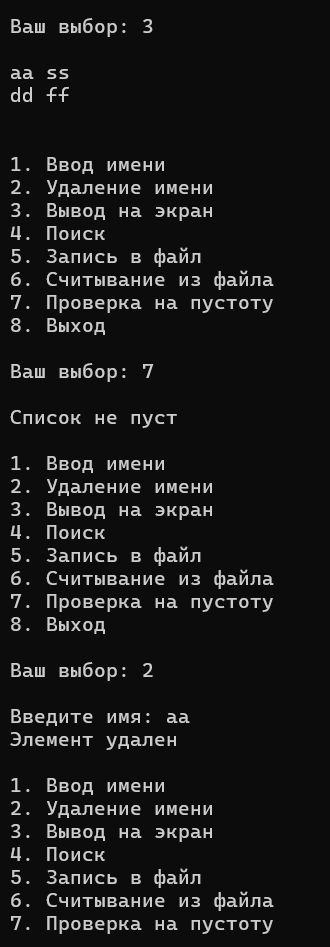 Ваш выбор: 3
aa ss
dd ff
1. Ввод имени
2. Удаление имени
3. Вывод на экран
4. Поиск
5. Запись в файл
6. Считывание из файла
7. Проверка на пустоту
8. Выход
Ваш выбор: 7
Список не пуст
1. Ввод имени
2. Удаление имени
3. Вывод на экран
4. Поиск
5. Запись в файл
6. Считывание из файла
7. Проверка на пустоту
8. Выход
Ваш выбор: 2
Введите имя: aa
Элемент удален
1. Ввод имени
2. Удаление имени
3. Вывод на экран
4. Поиск
5. Запись в файл
6. Считывание из файла
7. Проверка на пустоту